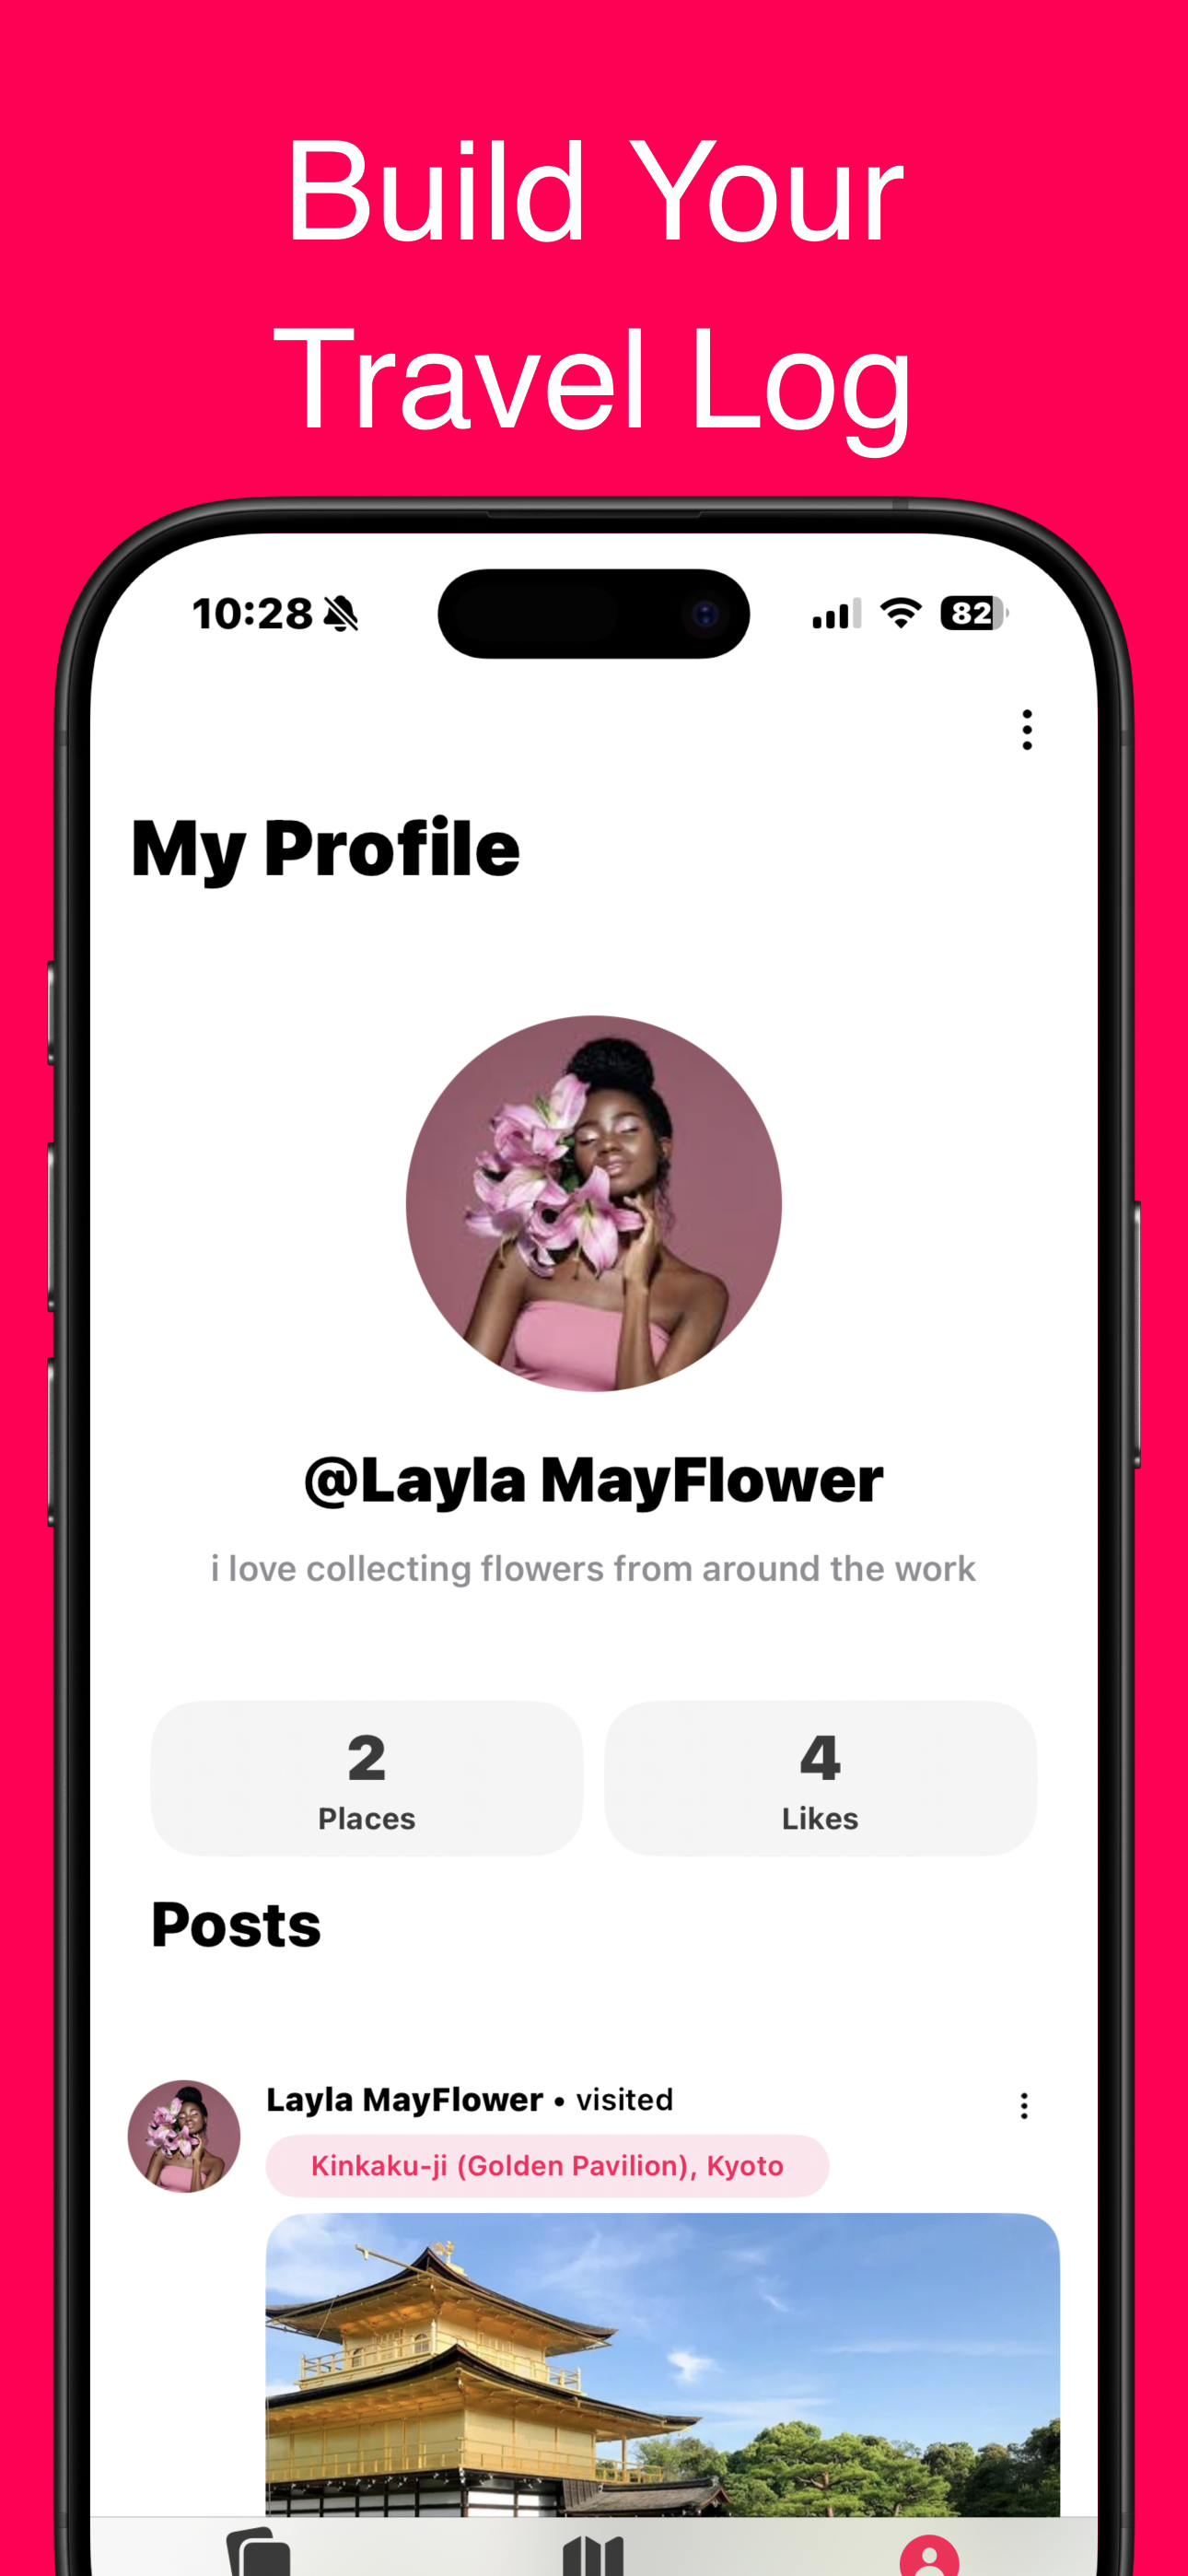 Build Your
Travel Log
10:28
82
My Profile
@Layla MayFlower
i love collecting flowers from around the work
2
Places
4
Likes
Posts
Layla MayFlower • visited
Kinkaku-ji (Golden Pavilion), Kyoto